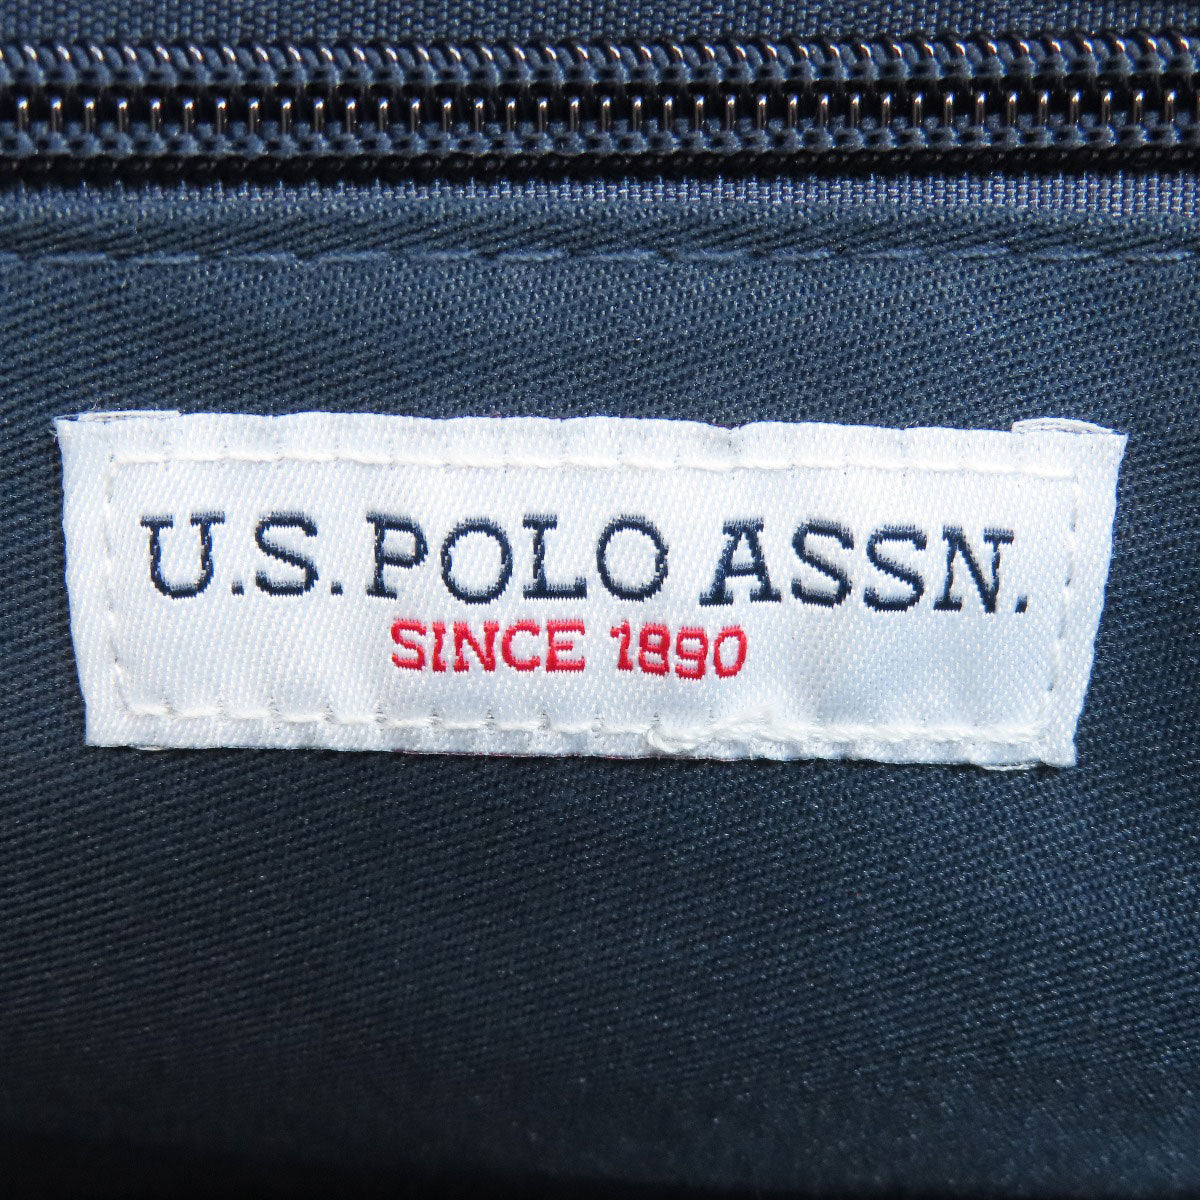 U.S. POLO ASSN.
SINCE 1890